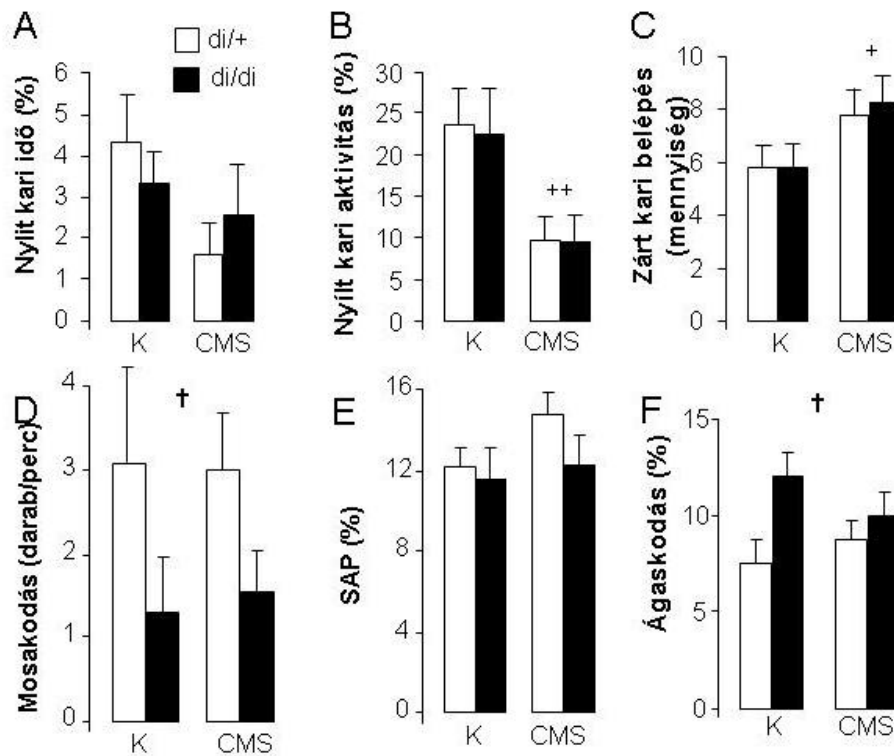 A
di/+
di/di
Nylit kari idő (%)
6
5
4
3
2
1
0
K
CMS
B
Nyílt kari aktivitás (%)
30
25
20
15
10
5
0
++
K
CMS
C
Zárt kari belépés
(mennyiség)
10
8
6
4
2
0
+
K
CMS
D
Mosakodás (darab/perc)
4
3
2
1
0
†
K
CMS
E
SAP (%)
16
12
8
4
0
K
CMS
F
Ágaskodás (%)
15
10
5
0
†
K
CMS